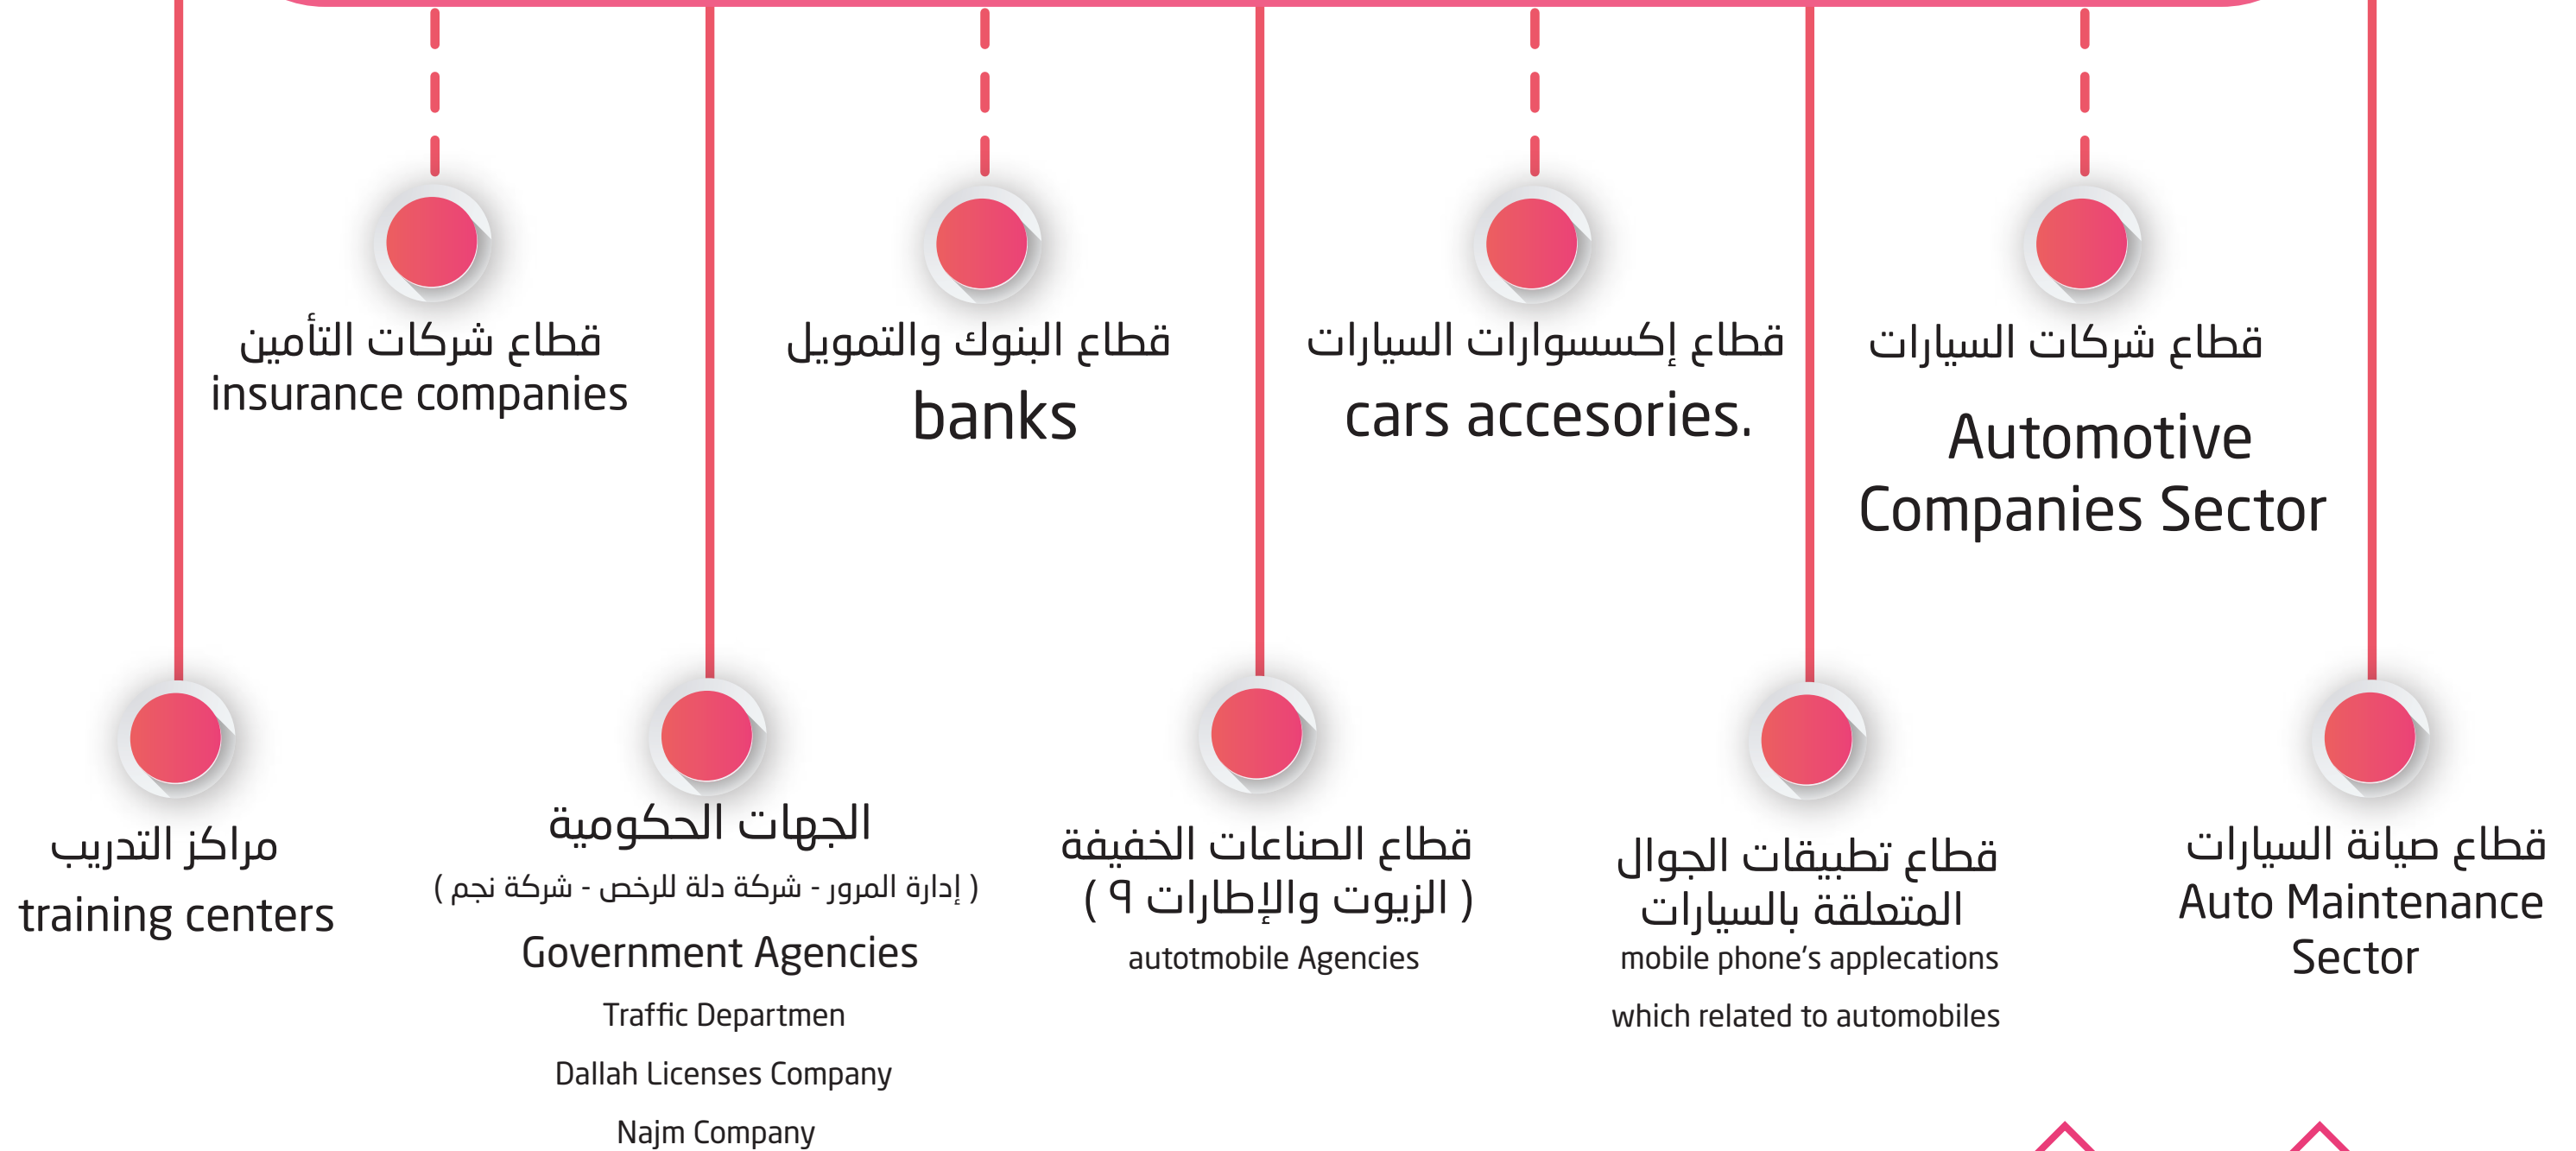 قطاع شركات التأمين
insurance companies
قطاع البنوك والتمويل
banks
قطاع إكسسوارات السيارات
cars accesories.
قطاع شركات السيارات
Automotive
Companies Sector
مراكز التدريب
training centers
الجهات الحكومية
( إدارة المرور - شركة دلة للرخص - شركة نجم )
Government Agencies
Traffic Departmen
Dallah Licenses Company
Najm Company
قطاع الصناعات الخفيفة
( الزيوت والإطارات ٩ )
autotmobile Agencies
قطاع تطبيقات الجوال
المتعلقة بالسيارات
mobile phone's applecations
which related to automobiles
قطاع صيانة السيارات
Auto Maintenance
Sector